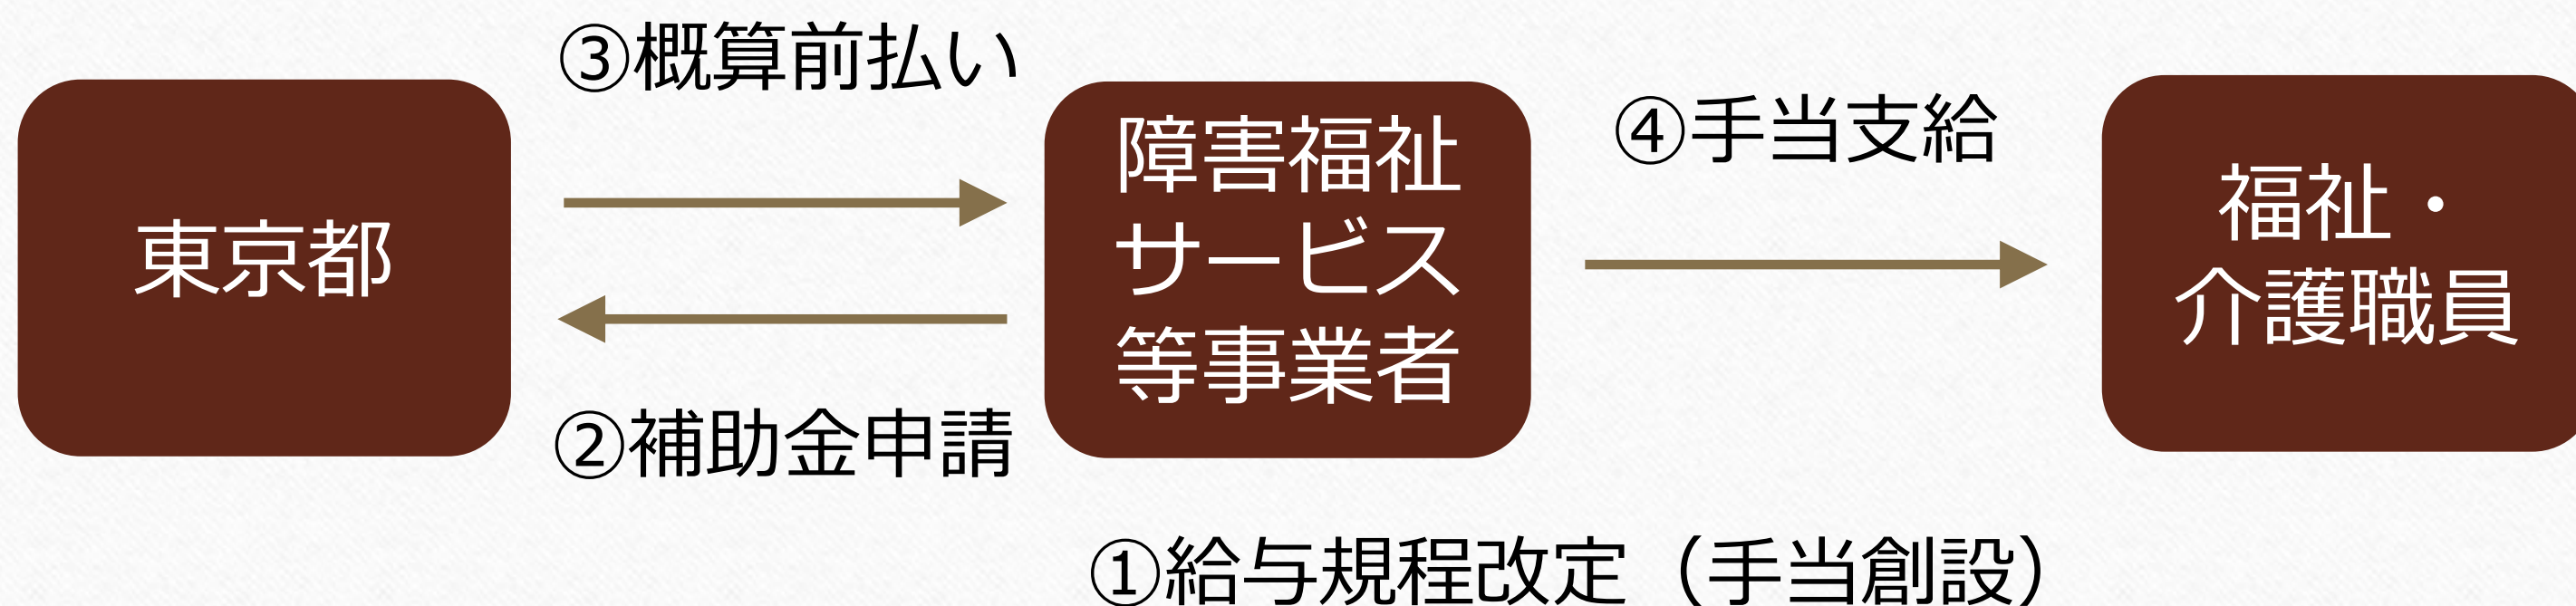 ③概算前払い
東京都
②補助金申請
障害福祉
サービス
等事業者
④手当支給
福祉・
介護職員
①給与規程改定（手当創設）